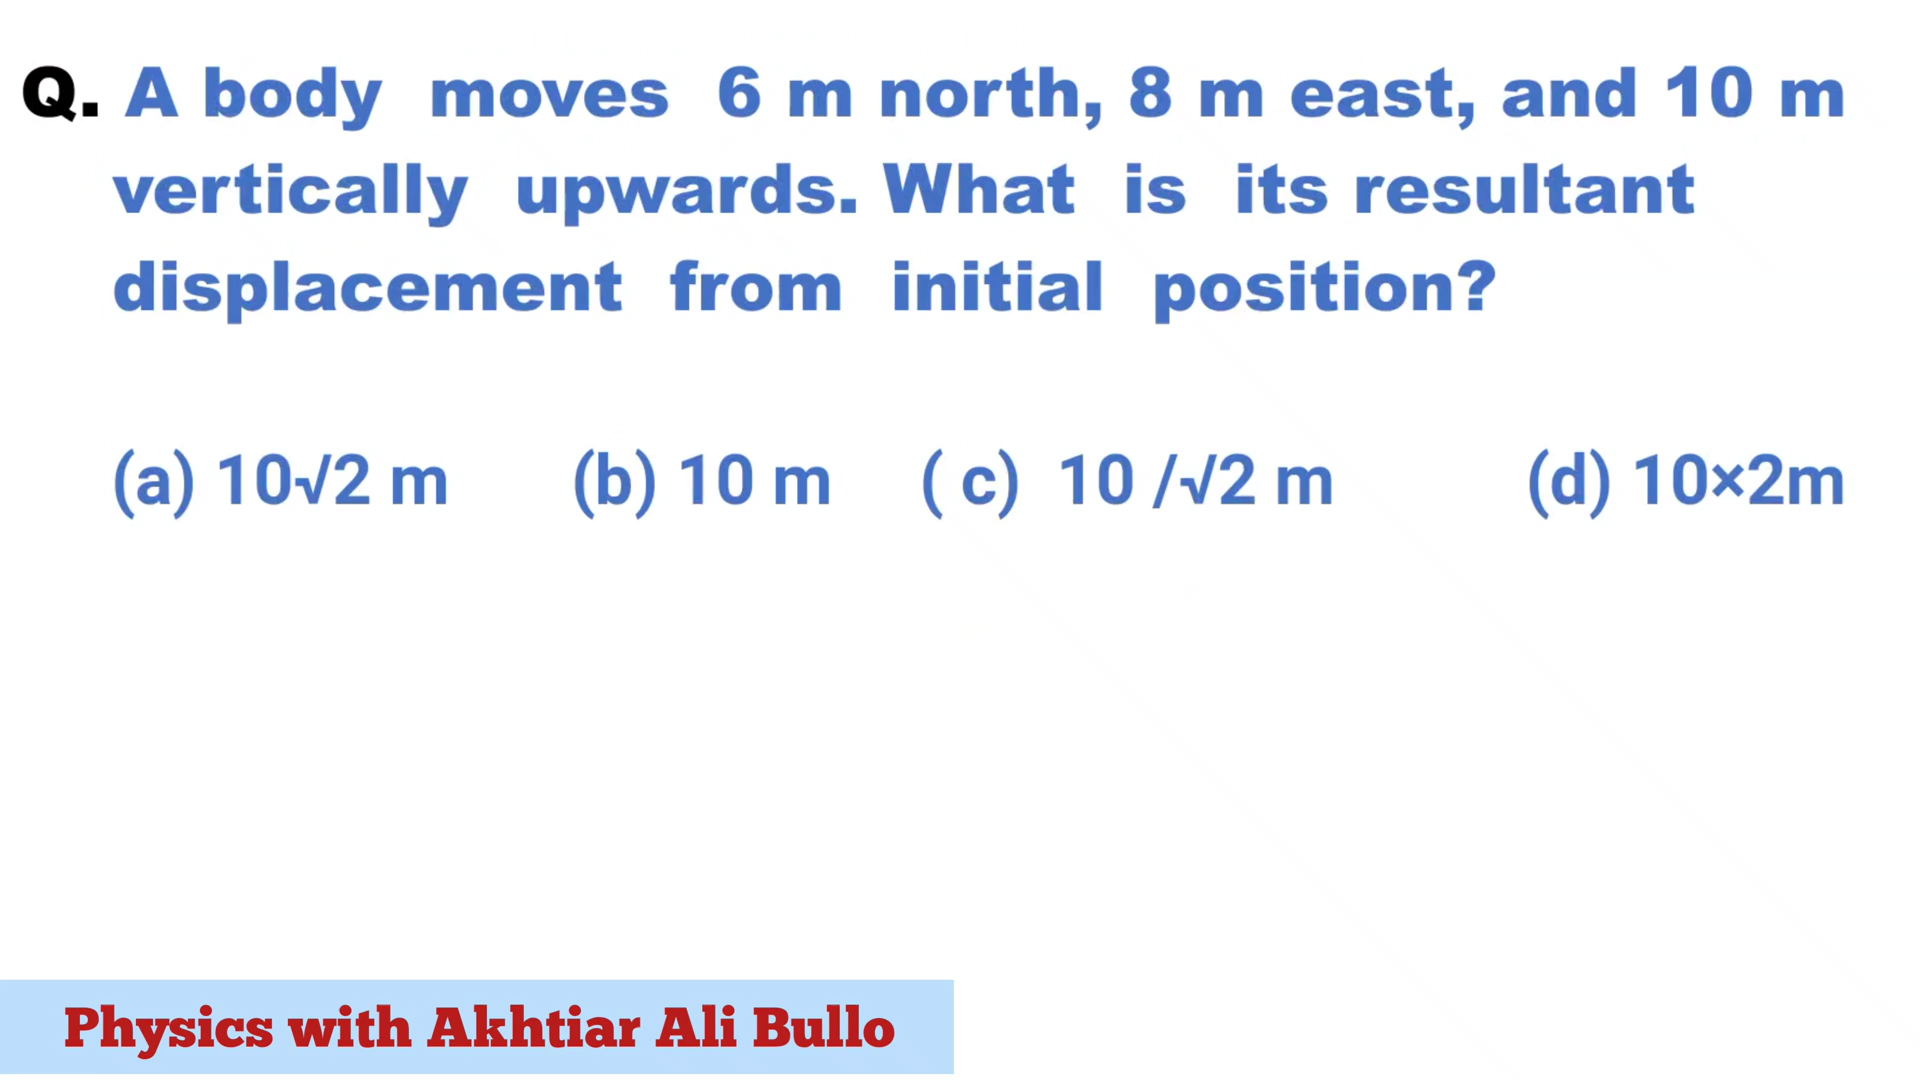 Q. A body moves 6 m north, 8 m east, and 10 m
vertically upwards. What is its resultant
displacement from initial position?
(a) 10√2 m (b) 10 m ( c) 10 /√2 m (d) 10×2m
Physics with Akhtiar Ali Bullo